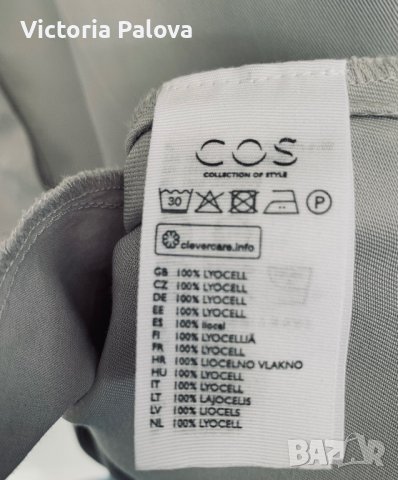 Victoria Palova
COS
COLLECTION OF STYLE
30
P
clevercare.info
GB 100% LYOCELL
CZ 100% LYOCELL
DE 100% LYOCELL
EE 100% LYOCELL
ES 100% liocel
FI 100% LYOCELLIÄ
FR 100% LYOCELL
HR 100% LIOCELNO VLAKNO
HU 100% LYOCELL
IT 100% LYOCELL
LT 100% LAJOCELIS
LV 100% LIOCELS
NL 100% LYOCELL
BAZAR